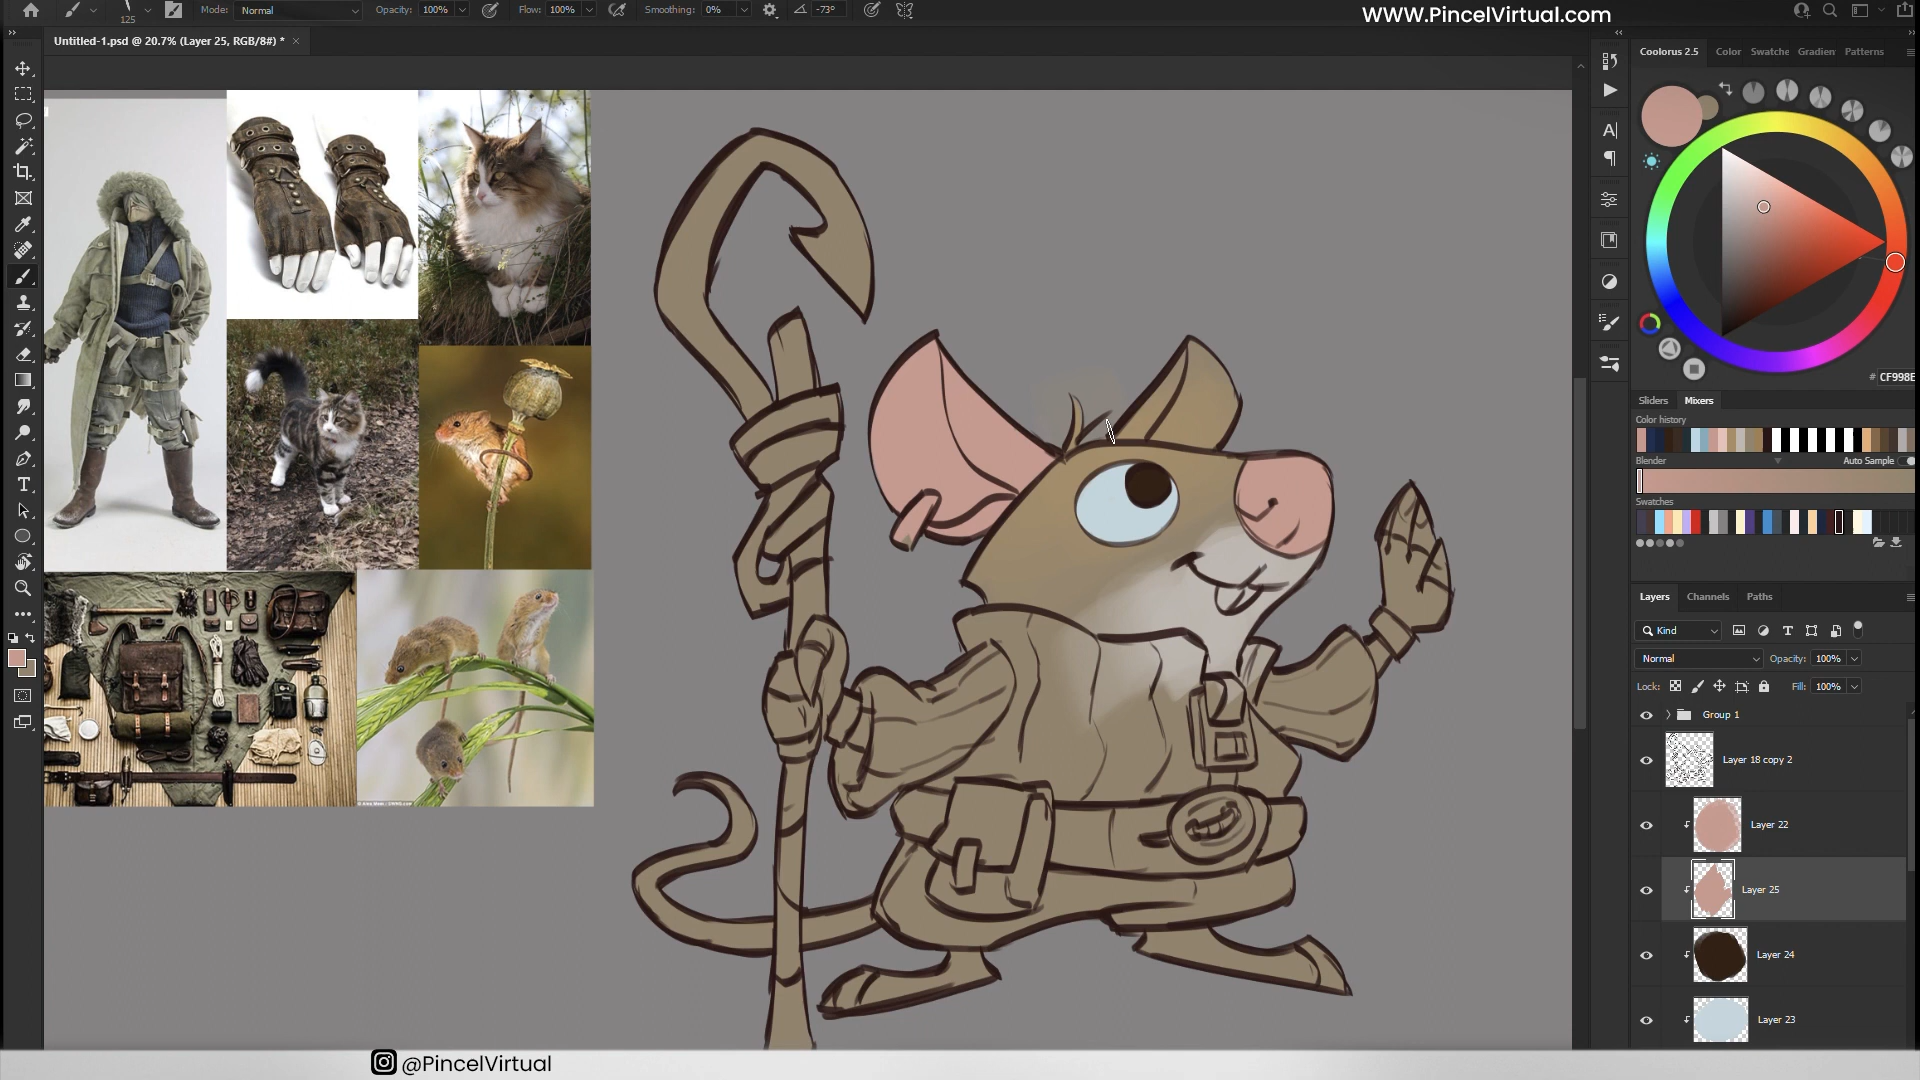 Mode: Normal Opacity: 100% Flow: 100% Smoothing: 0% -73°
WWW.PincelVirtual.com
125
Untitled-1.psd @ 20.7% (Layer 25, RGB/8#) * ×
Coolorus 2.5 Color Swatche Gradien Patterns
# CF998E
Sliders Mixers
Color history
Blender Auto Sample
Swatches
Layers Channels Paths
Kind
Normal Opacity: 100%
Lock: Fill: 100%
Group 1
Layer 18 copy 2
Layer 22
Layer 25
Layer 24
Layer 23
@PincelVirtual